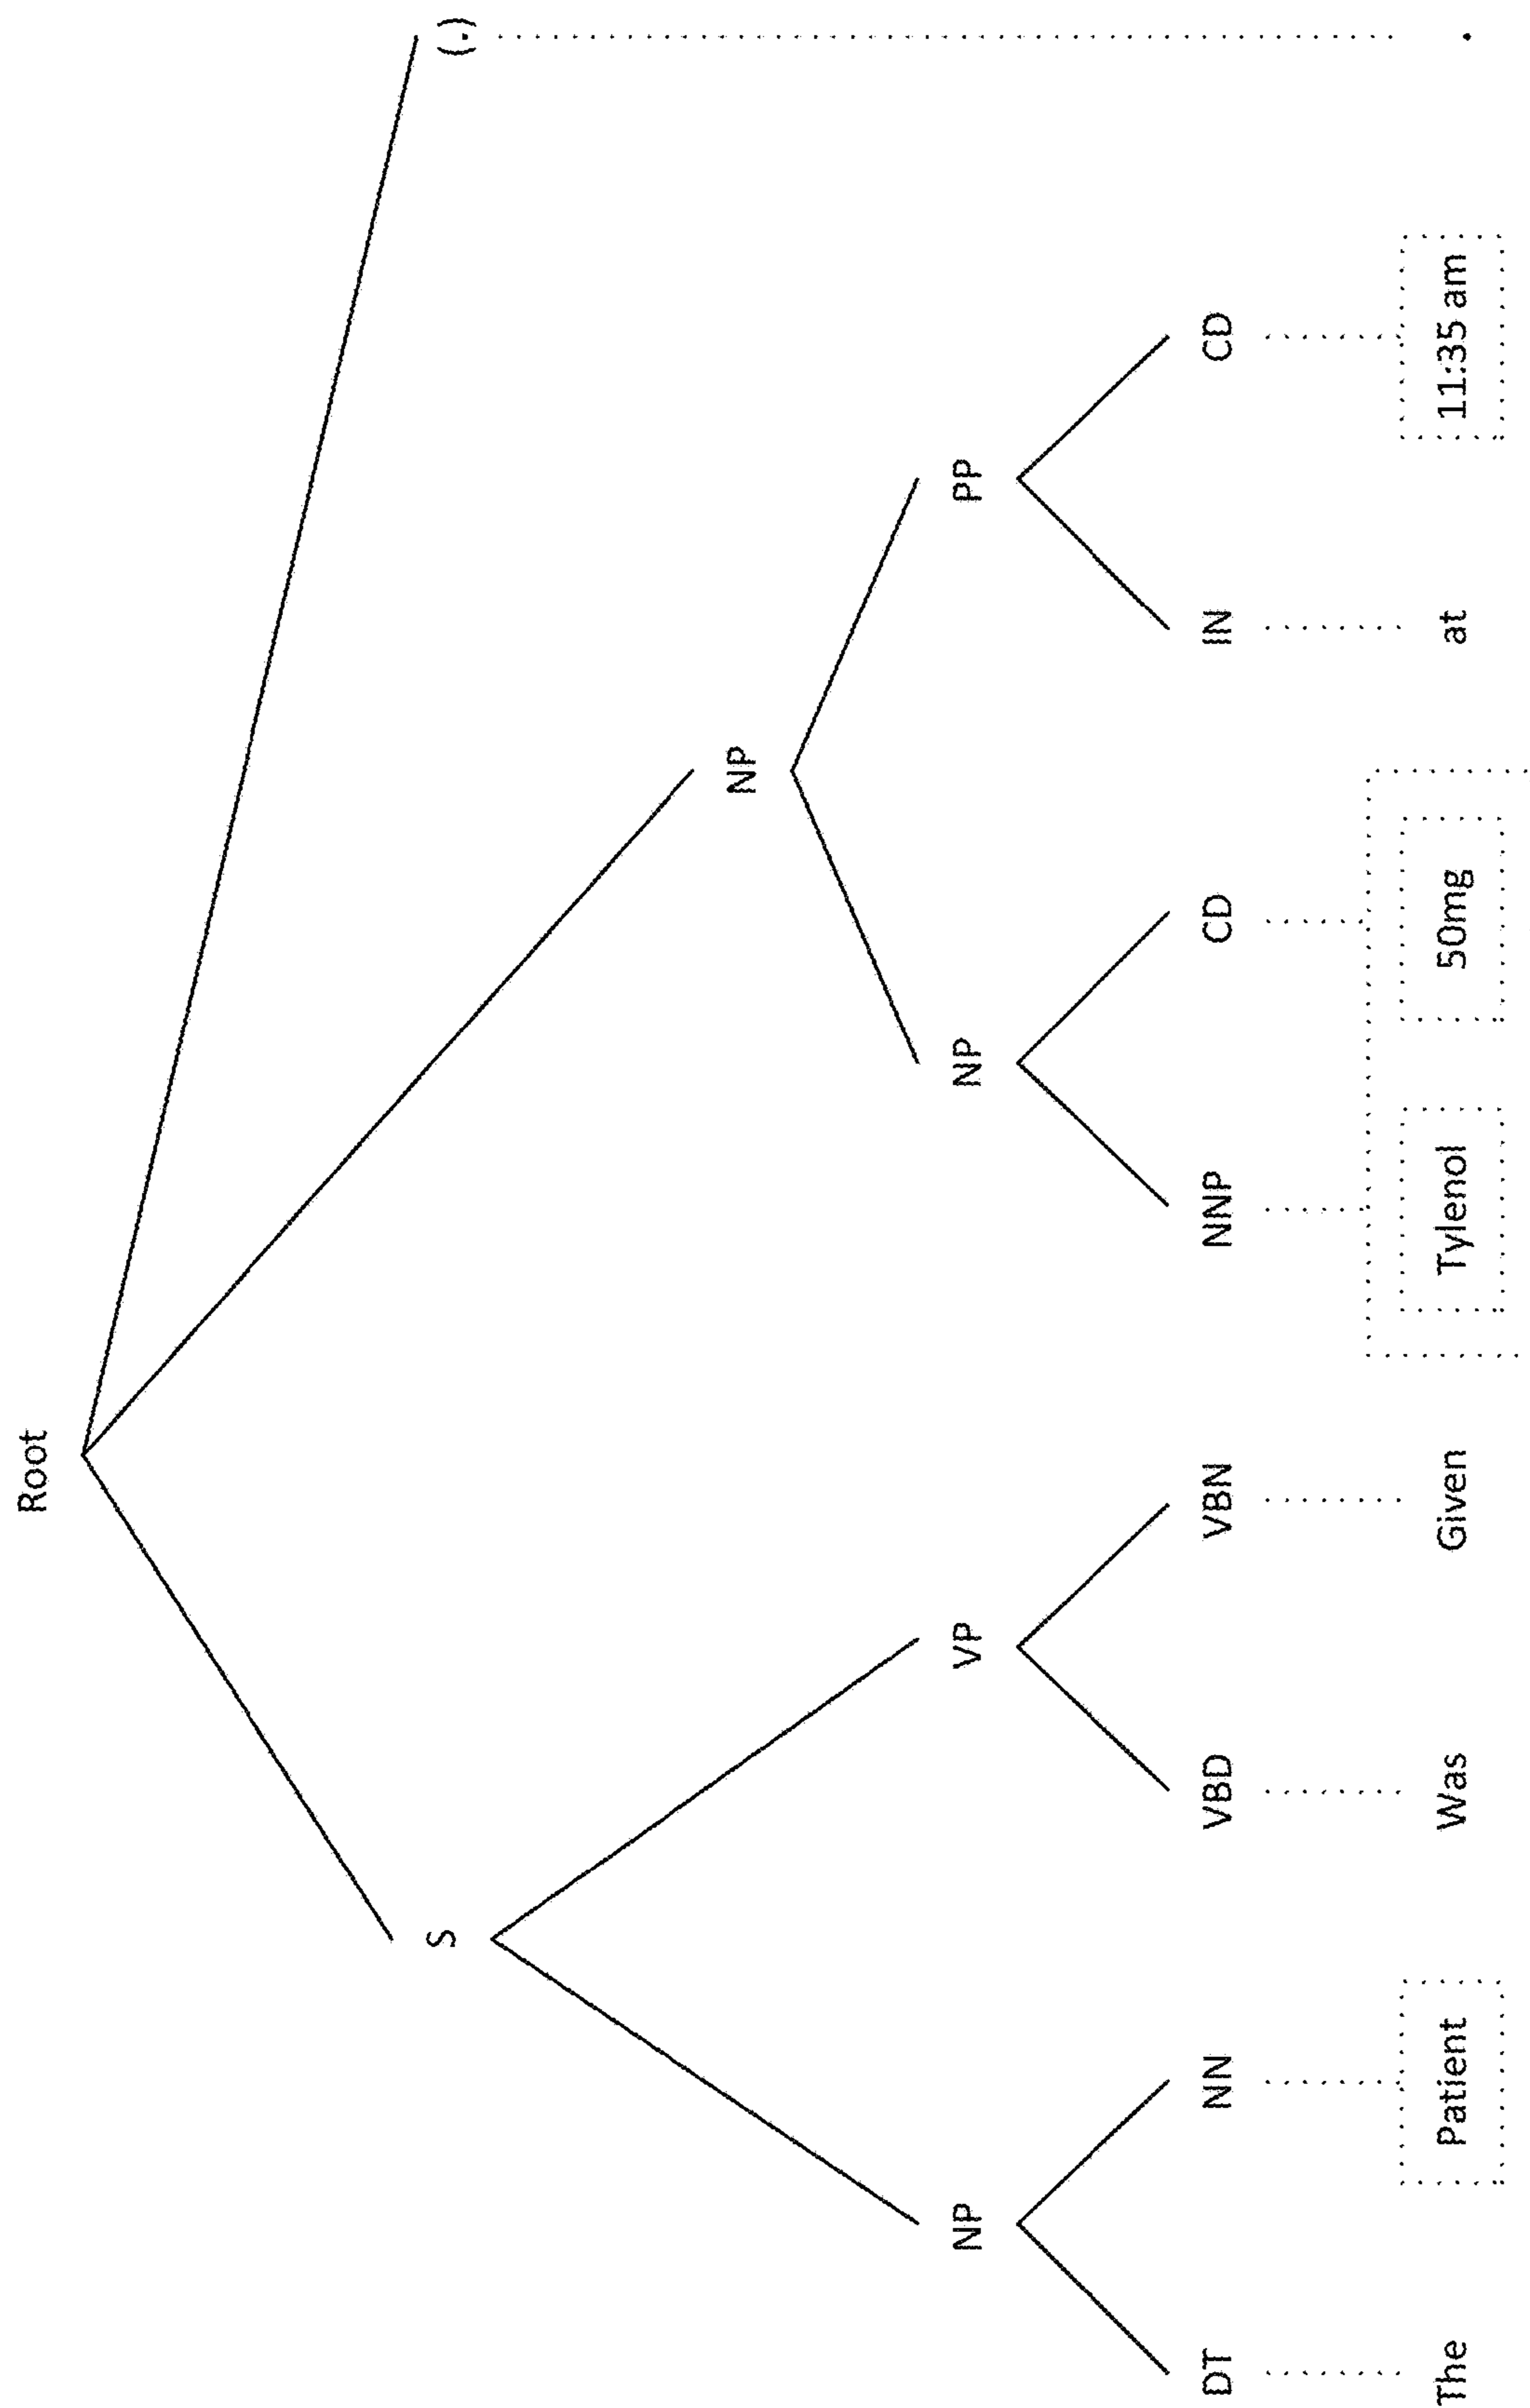 Root
S NP (.)
NP VP NP PP
DT NN VBD VBN NNP CD IN CD
The Patient Was Given Tylenol 50mg at 11:35 am .